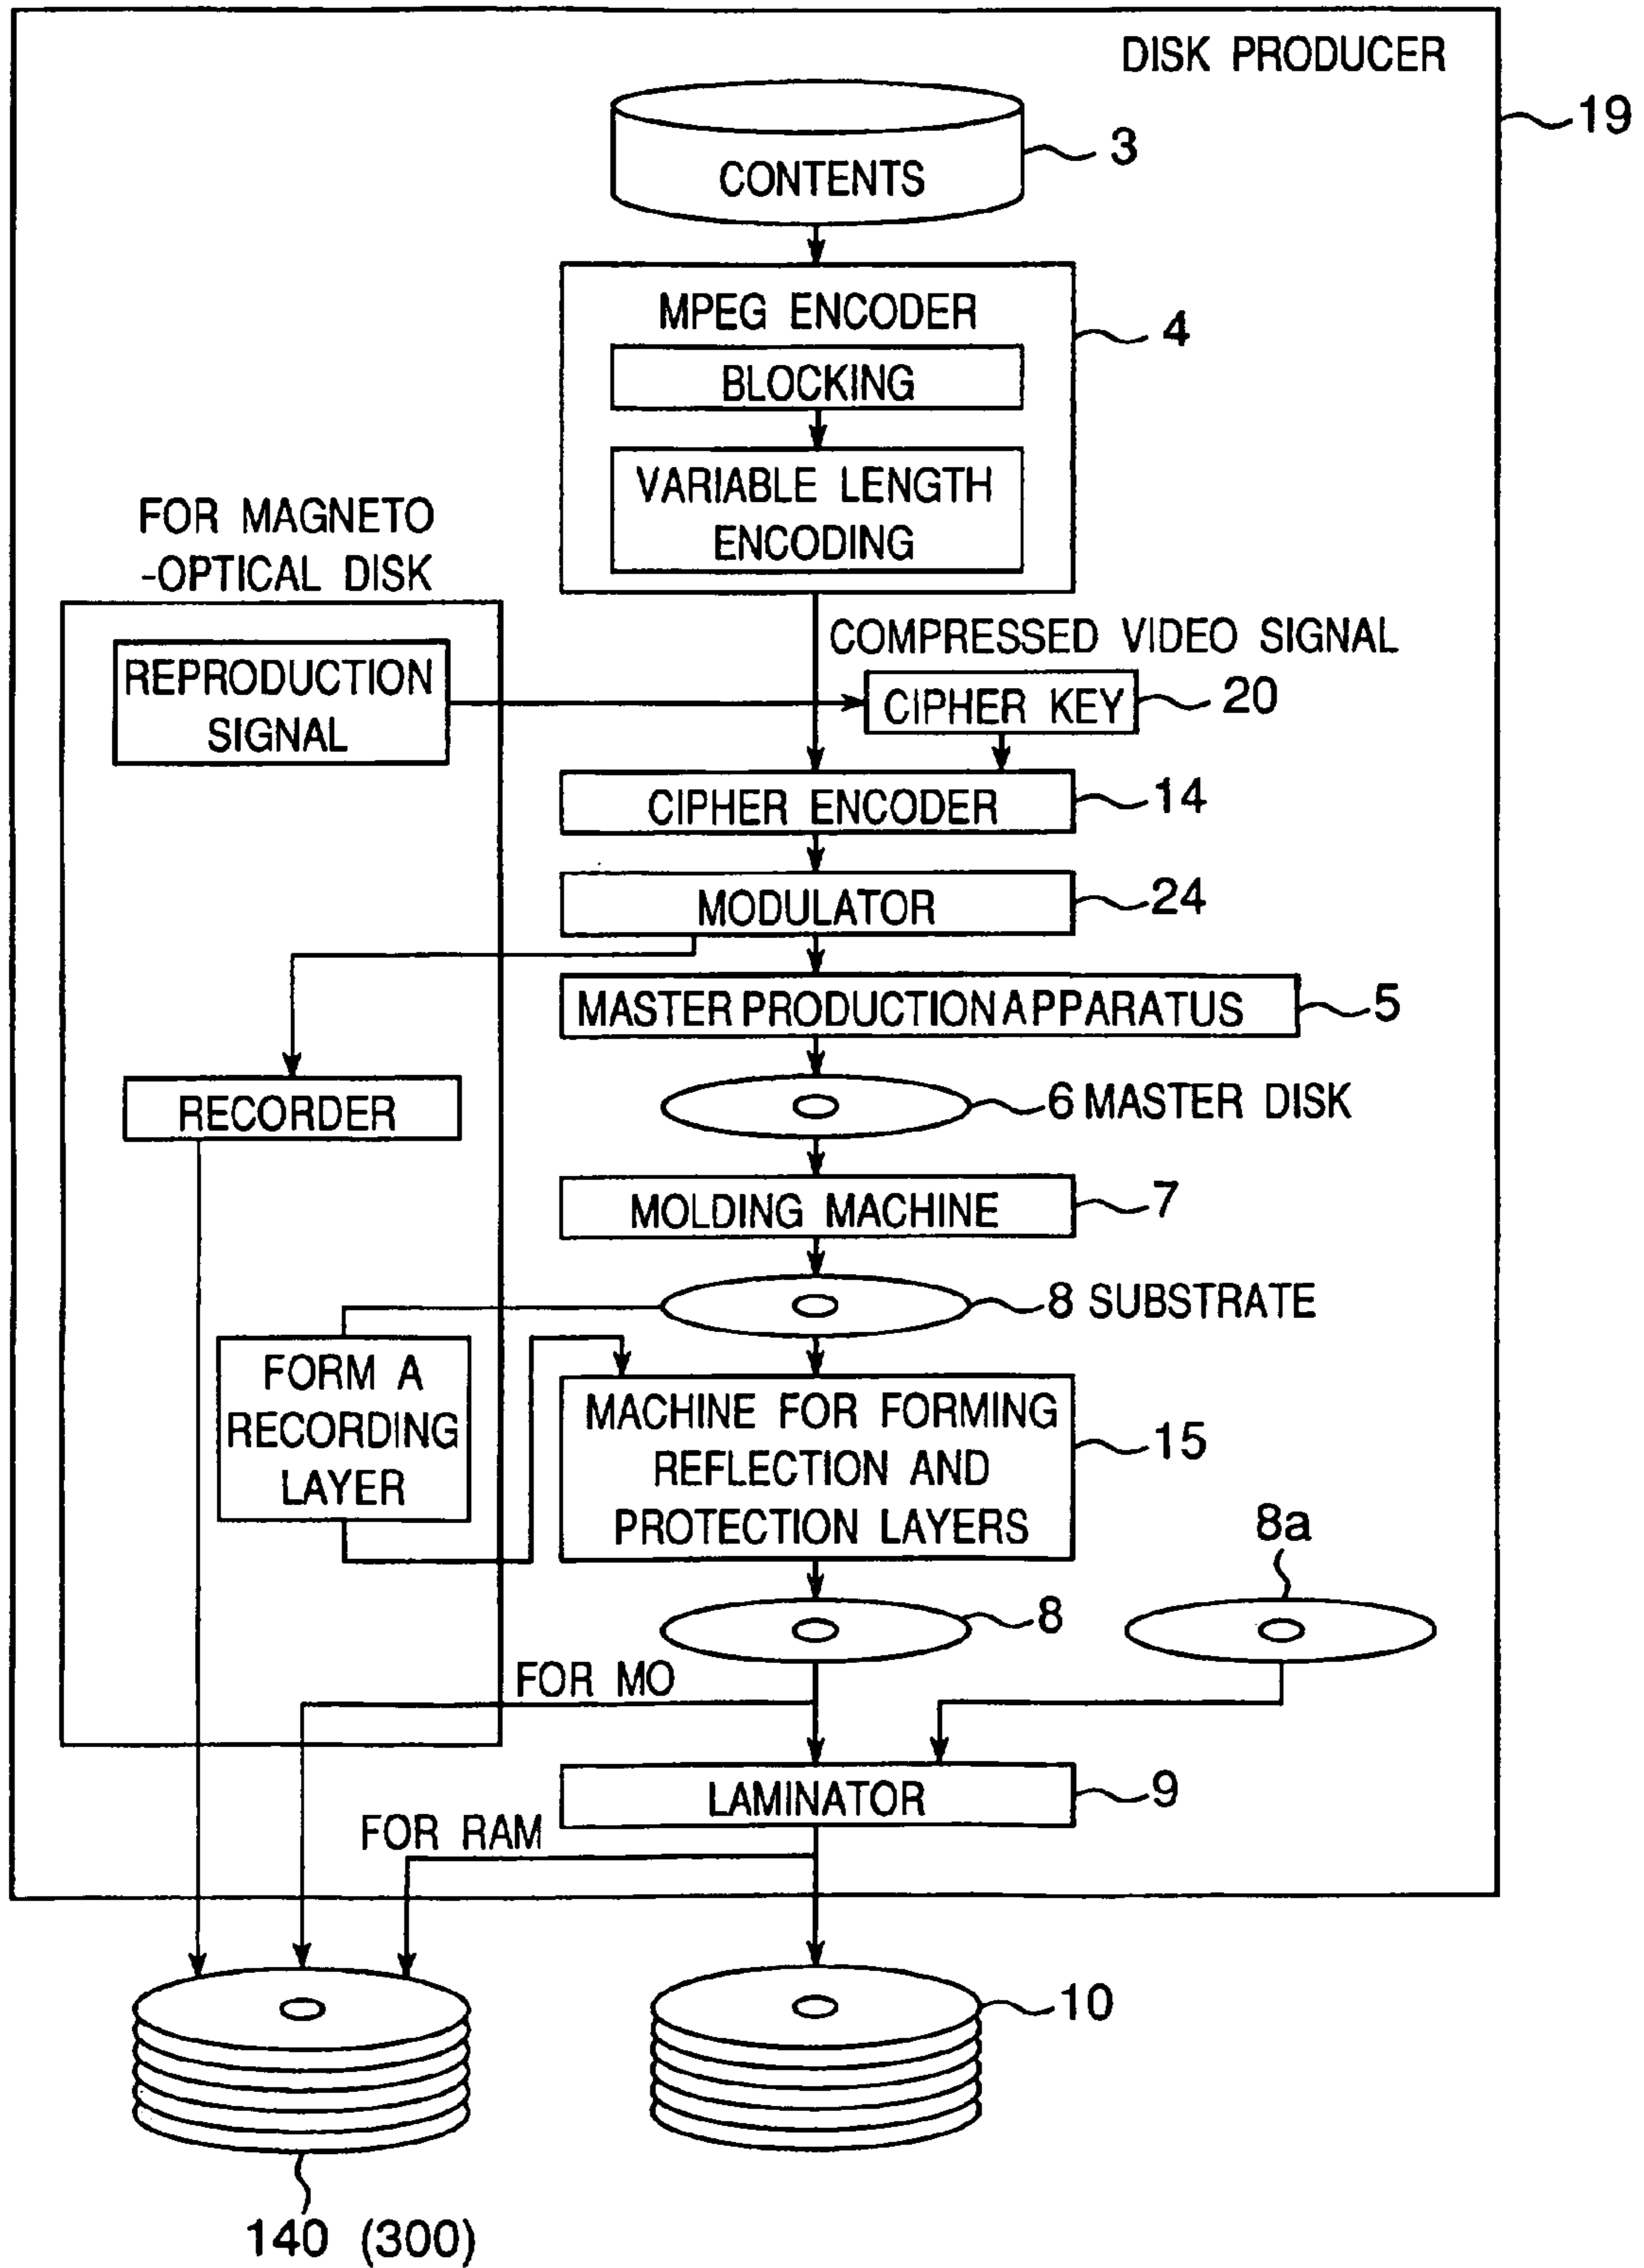 DISK PRODUCER
19
CONTENTS
3
MPEG ENCODER
4
BLOCKING
VARIABLE LENGTH
ENCODING
FOR MAGNETO
-OPTICAL DISK
COMPRESSED VIDEO SIGNAL
REPRODUCTION
SIGNAL
CIPHER KEY
20
CIPHER ENCODER
14
MODULATOR
24
MASTER PRODUCTION APPARATUS
5
RECORDER
6 MASTER DISK
MOLDING MACHINE
7
8 SUBSTRATE
FORM A
RECORDING
LAYER
MACHINE FOR FORMING
REFLECTION AND
PROTECTION LAYERS
15
8a
8
FOR MO
LAMINATOR
9
FOR RAM
10
140 (300)